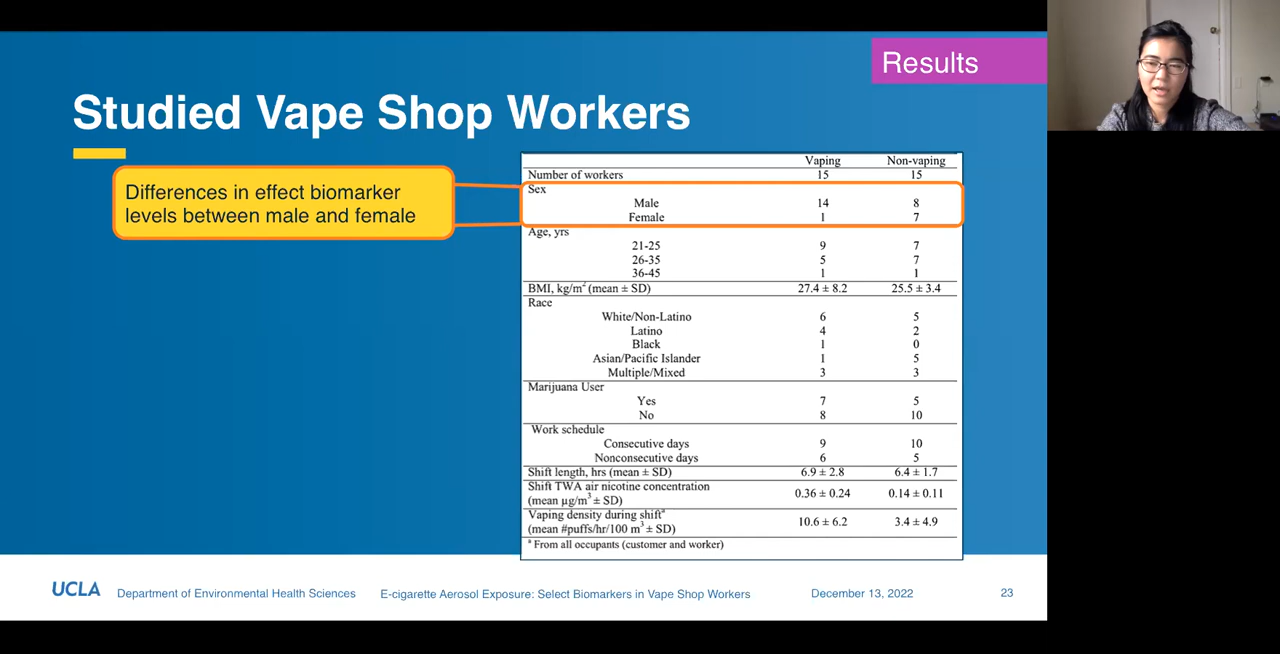 Results
Studied Vape Shop Workers
Differences in effect biomarker
levels between male and female
Vaping Non-vaping
Number of workers 15 15
Sex
Male 14 8
Female 1 7
Age, yrs
21-25 9 7
26-35 5 7
36-45 1 1
BMI, kg/m² (mean ± SD) 27.4 ± 8.2 25.5 ± 3.4
Race
White/Non-Latino 6 5
Latino 4 2
Black 1 0
Asian/Pacific Islander 1 5
Multiple/Mixed 3 3
Marijuana User
Yes 7 5
No 8 10
Work schedule
Consecutive days 9 10
Nonconsecutive days 6 5
Shift length, hrs (mean ± SD) 6.9 ± 2.8 6.4 ± 1.7
Shift TWA air nicotine concentration
(mean µg/m³ ± SD) 0.36 ± 0.24 0.14 ± 0.11
Vaping density during shiftᵃ
(mean #puffs/hr/100 m³ ± SD) 10.6 ± 6.2 3.4 ± 4.9
ᵃ From all occupants (customer and worker)
UCLA Department of Environmental Health Sciences E-cigarette Aerosol Exposure: Select Biomarkers in Vape Shop Workers December 13, 2022 23